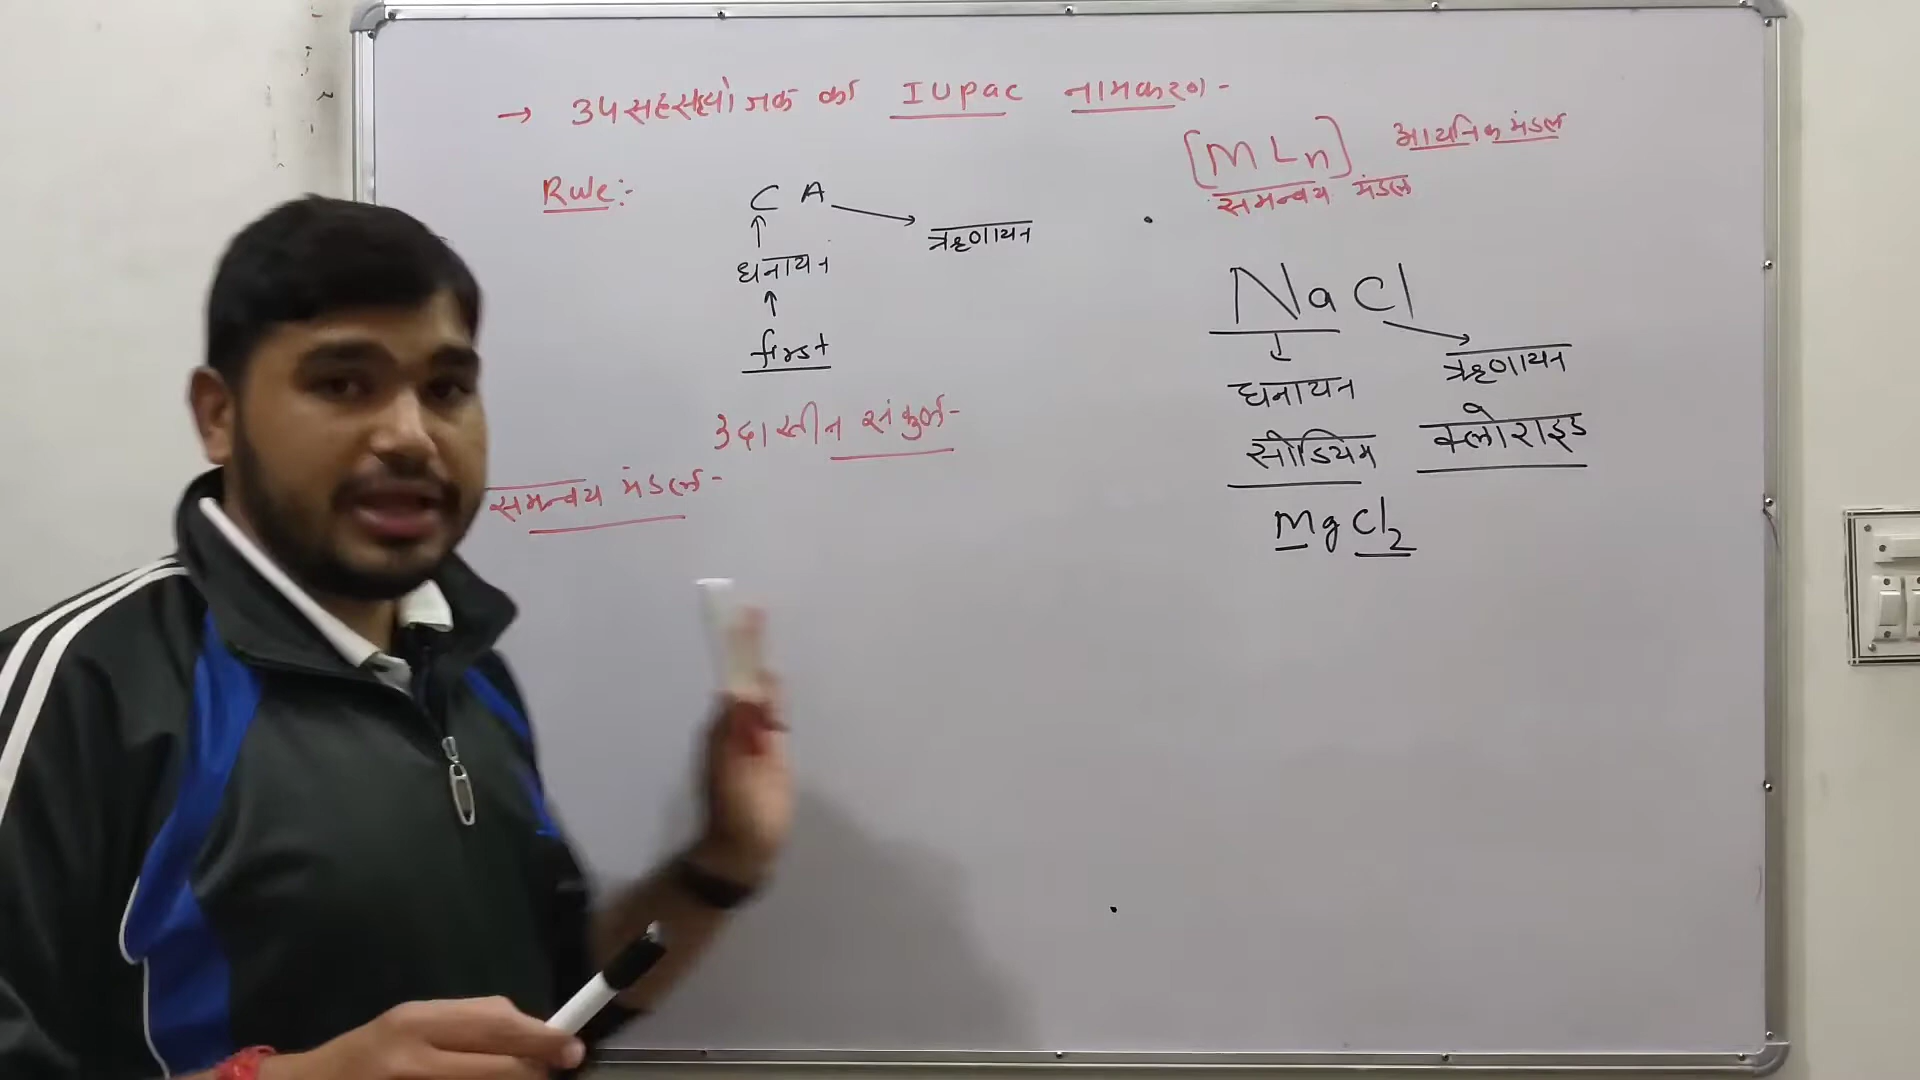 → उपसहसंयोजक का IUPAC नामकरण-
[MLn] आयनिक मंडल
समन्वय मंडल
Rule:-
C A
ऋणायन
धनायन
first
NaCl
धनायन ऋणायन
सोडियम क्लोराइड
MgCl₂
उदासीन संकुल-
समन्वय मंडल-